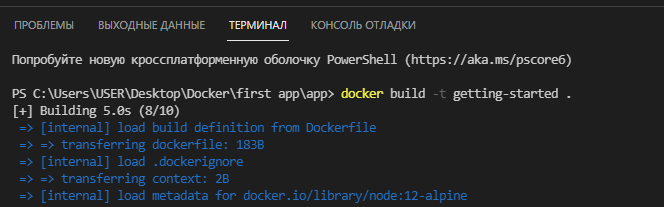 ПРОБЛЕМЫ ВЫХОДНЫЕ ДАННЫЕ ТЕРМИНАЛ КОНСОЛЬ ОТЛАДКИ
Попробуйте новую кроссплатформенную оболочку PowerShell (https://aka.ms/pscore6)
PS C:\Users\USER\Desktop\Docker\first app\app> docker build -t getting-started .
[+] Building 5.0s (8/10)
=> [internal] load build definition from Dockerfile
=> => transferring dockerfile: 183B
=> [internal] load .dockerignore
=> => transferring context: 2B
=> [internal] load metadata for docker.io/library/node:12-alpine